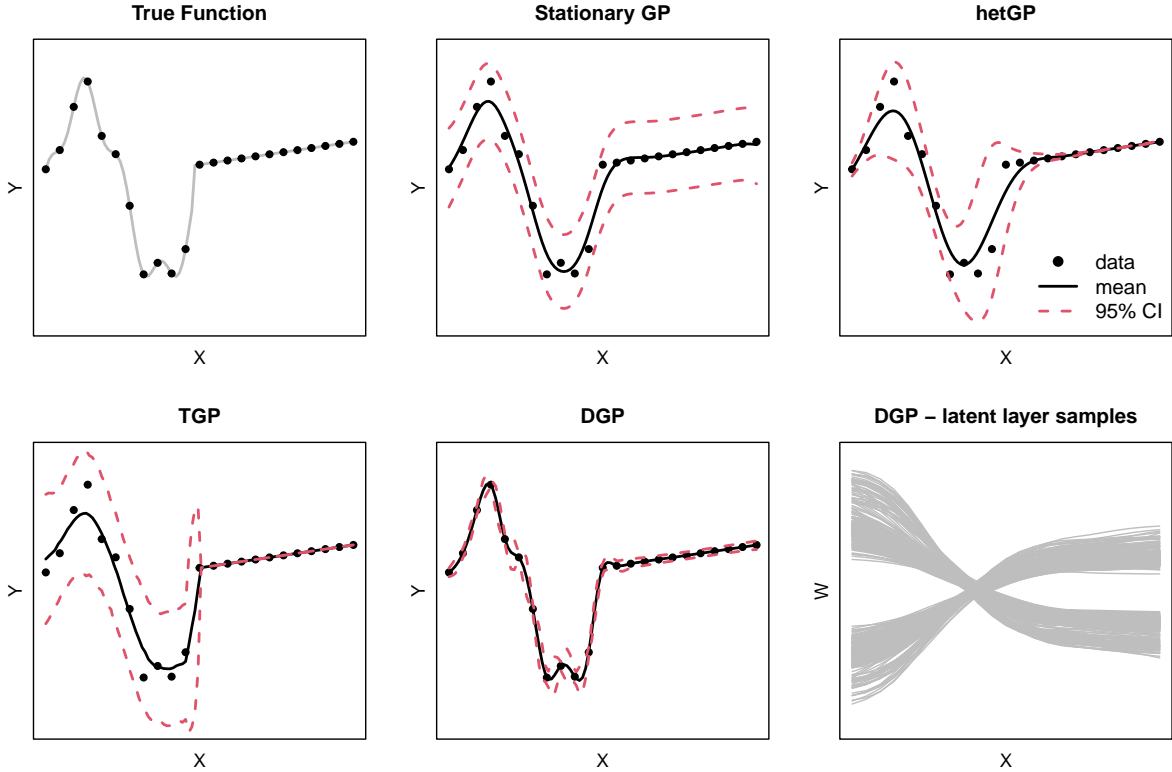 True Function
Stationary GP
hetGP
Y
X
Y
X
Y
X
data
mean
95% CI
TGP
DGP
DGP − latent layer samples
Y
X
Y
X
W
X